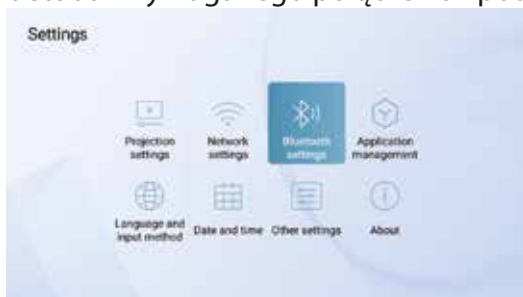 Settings
Projection settings
Network settings
Bluetooth settings
Application management
Language and input method
Date and time
Other settings
About